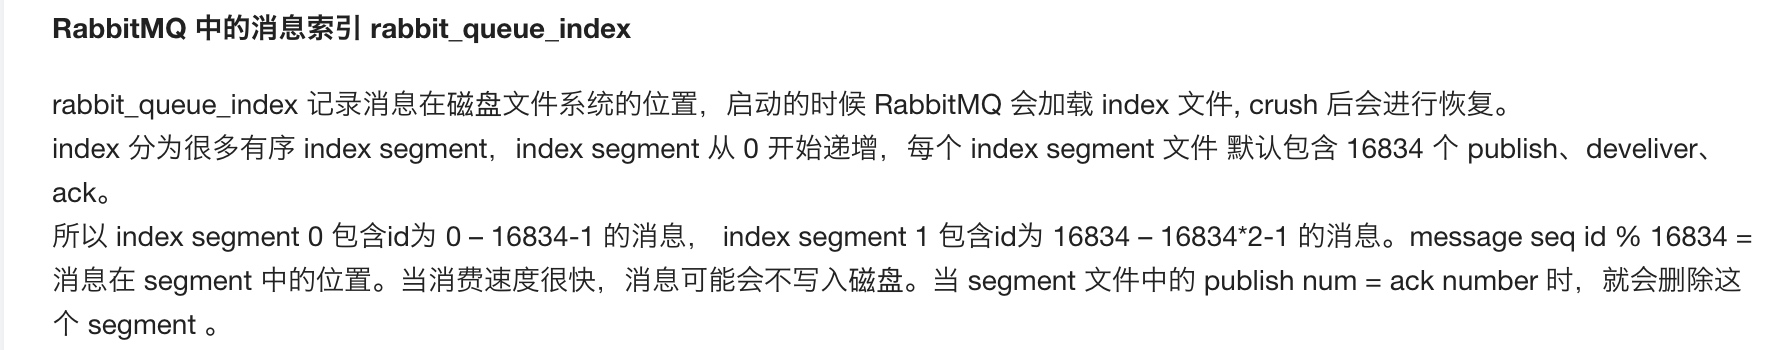 RabbitMQ 中的消息索引 rabbit_queue_index
rabbit_queue_index 记录消息在磁盘文件系统的位置，启动的时候 RabbitMQ 会加载 index 文件, crush 后会进行恢复。
index 分为很多有序 index segment，index segment 从 0 开始递增，每个 index segment 文件 默认包含 16834 个 publish、develiver、
ack。
所以 index segment 0 包含id为 0 – 16834-1 的消息， index segment 1 包含id为 16834 – 16834*2-1 的消息。message seq id % 16834 =
消息在 segment 中的位置。当消费速度很快，消息可能会不写入磁盘。当 segment 文件中的 publish num = ack number 时，就会删除这
个 segment 。